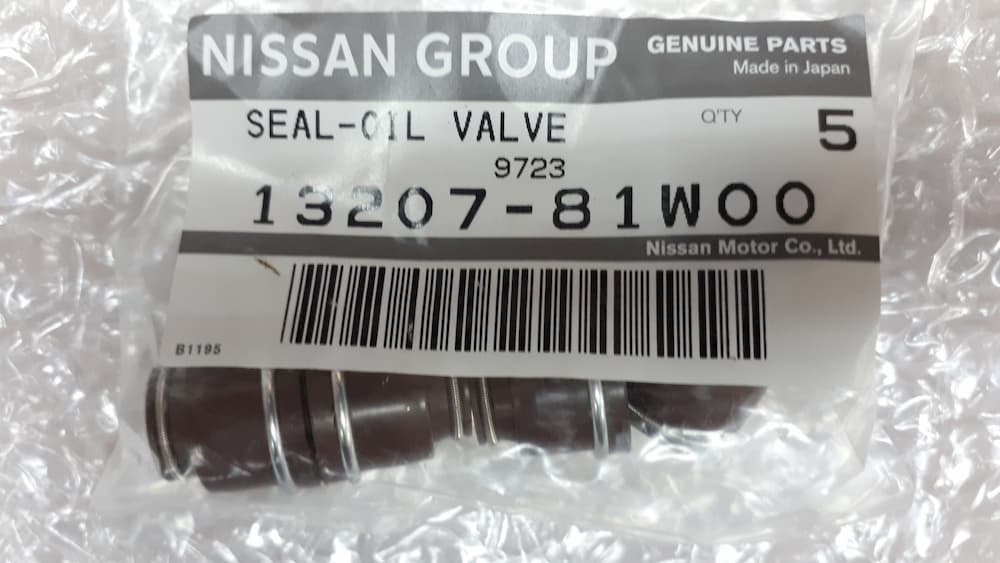 NISSAN GROUP
GENUINE PARTS
Made in Japan
SEAL-OIL VALVE
Q'TY 5
9723
13207-81W00
Nissan Motor Co., Ltd.
B1195